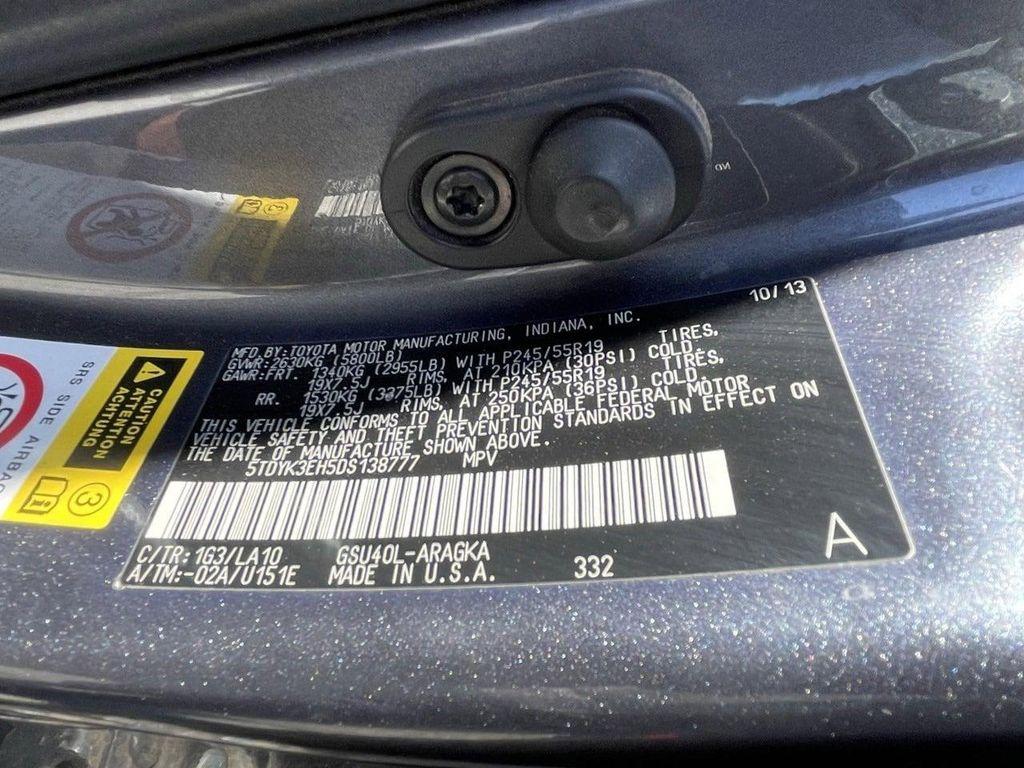 10/13
MFD. BY: TOYOTA MOTOR MANUFACTURING, INDIANA, INC.
GVWR: 2630KG (5800LB)
GAWR: FRT. 1340KG (2955LB) WITH P245/55R19 TIRES,
19X7.5J RIMS, AT 210KPA (30PSI) COLD.
RR. 1530KG (3375LB) WITH P245/55R19 TIRES,
19X7.5J RIMS, AT 250KPA (36PSI) COLD.
THIS VEHICLE CONFORMS TO ALL APPLICABLE FEDERAL MOTOR
VEHICLE SAFETY AND THEFT PREVENTION STANDARDS IN EFFECT ON
THE DATE OF MANUFACTURE SHOWN ABOVE.
5TDYK3EH5DS138777 MPV
C/TR: 1G3/LA10 GSU40L-ARAGKA
A/TM: -02A/U151E MADE IN U.S.A. 332
A
SRS SIDE AIRBAG
CAUTION
ATTENTION
ACHTUNG
3